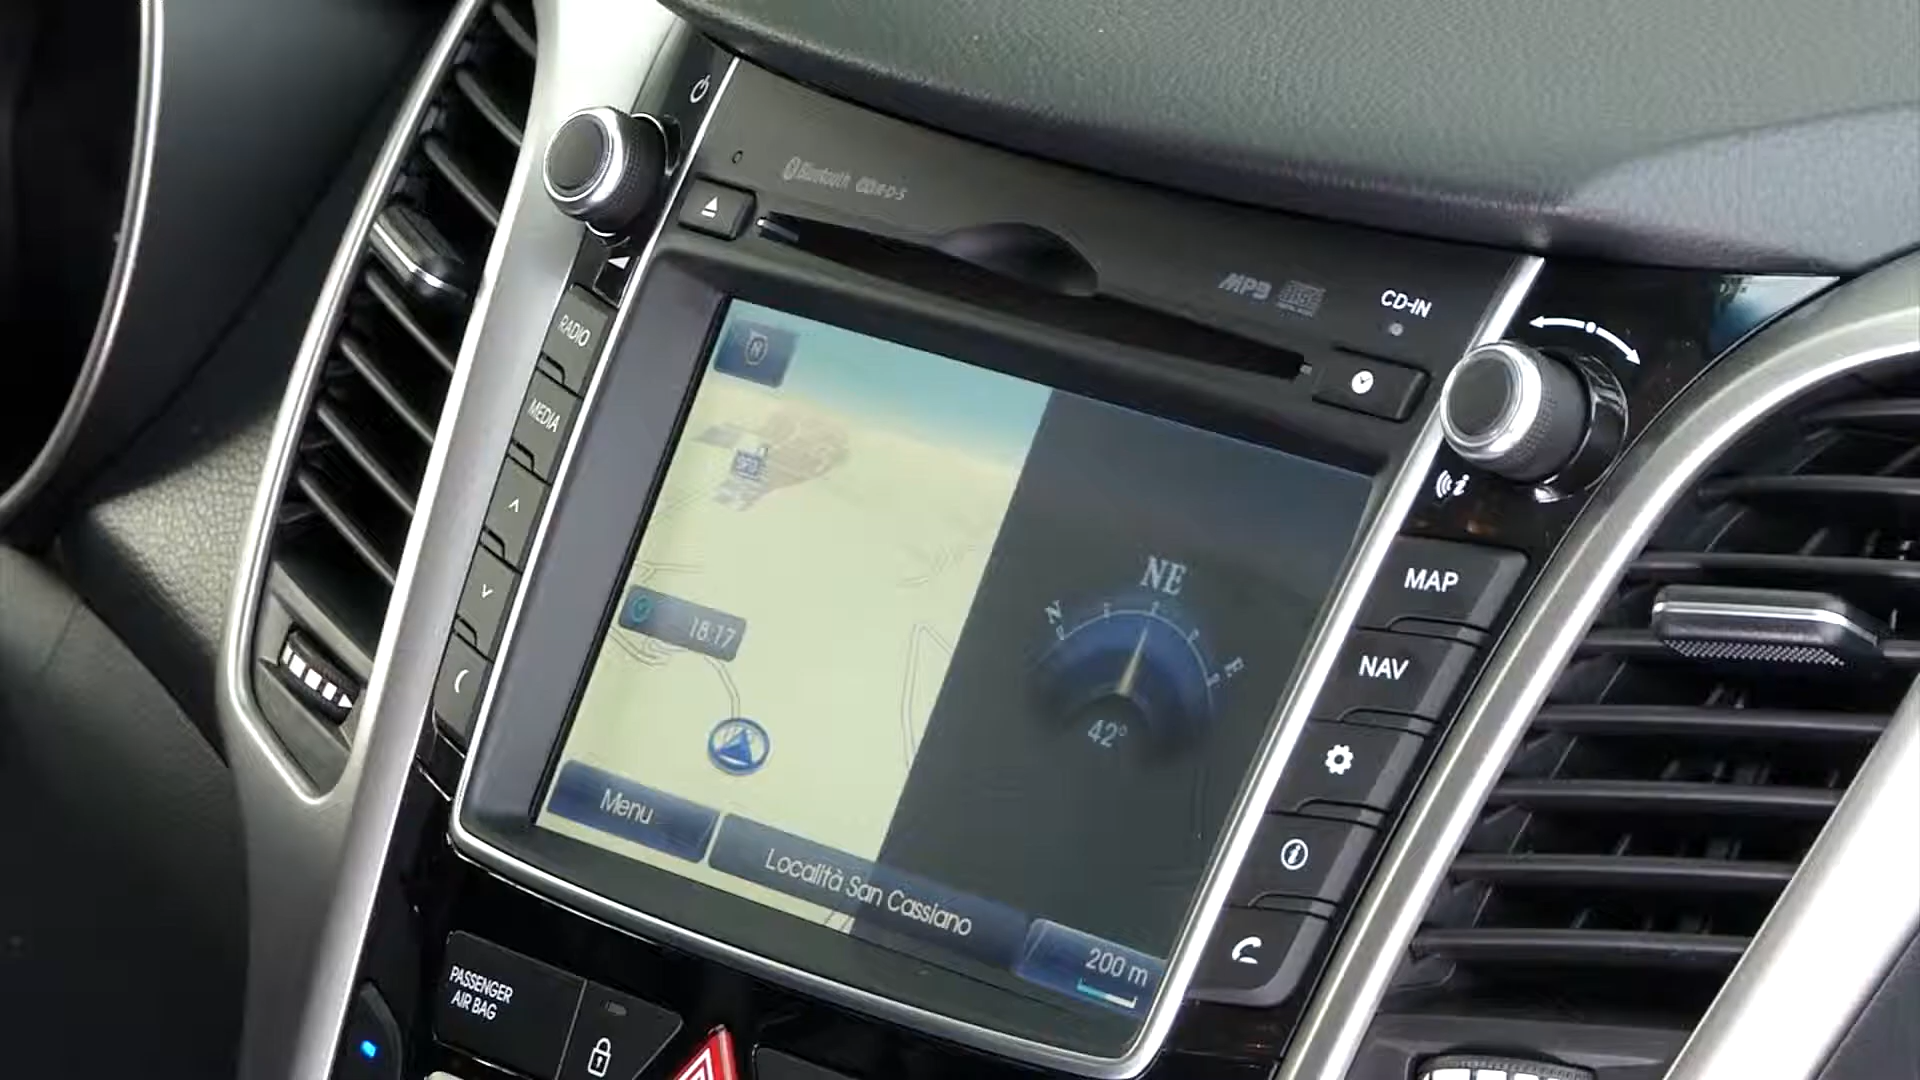 Bluetooth R-D-S
MP3 disc
CD-IN
RADIO
MEDIA
N
NE
N
E
18:17
42°
Menu
Località San Cassiano
200 m
MAP
NAV
i
i
PASSENGER
AIR BAG